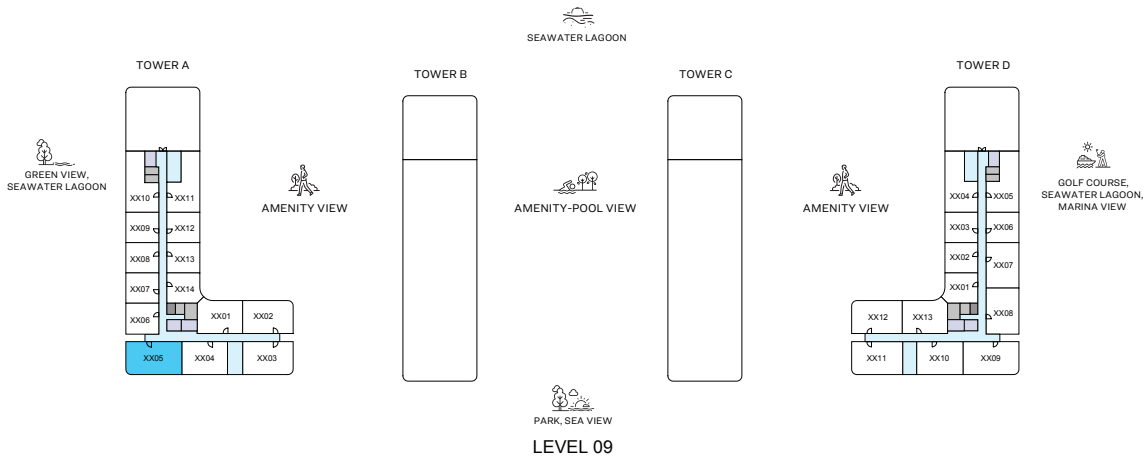 SEAWATER LAGOON
TOWER A
TOWER B
TOWER C
TOWER D
GREEN VIEW,
SEAWATER LAGOON
AMENITY VIEW
AMENITY-POOL VIEW
AMENITY VIEW
GOLF COURSE,
SEAWATER LAGOON,
MARINA VIEW
XX10
XX11
XX09
XX12
XX08
XX13
XX07
XX14
XX06
XX01
XX02
XX05
XX04
XX03
XX04
XX05
XX03
XX06
XX02
XX07
XX01
XX08
XX12
XX13
XX11
XX10
XX09
PARK, SEA VIEW
LEVEL 09